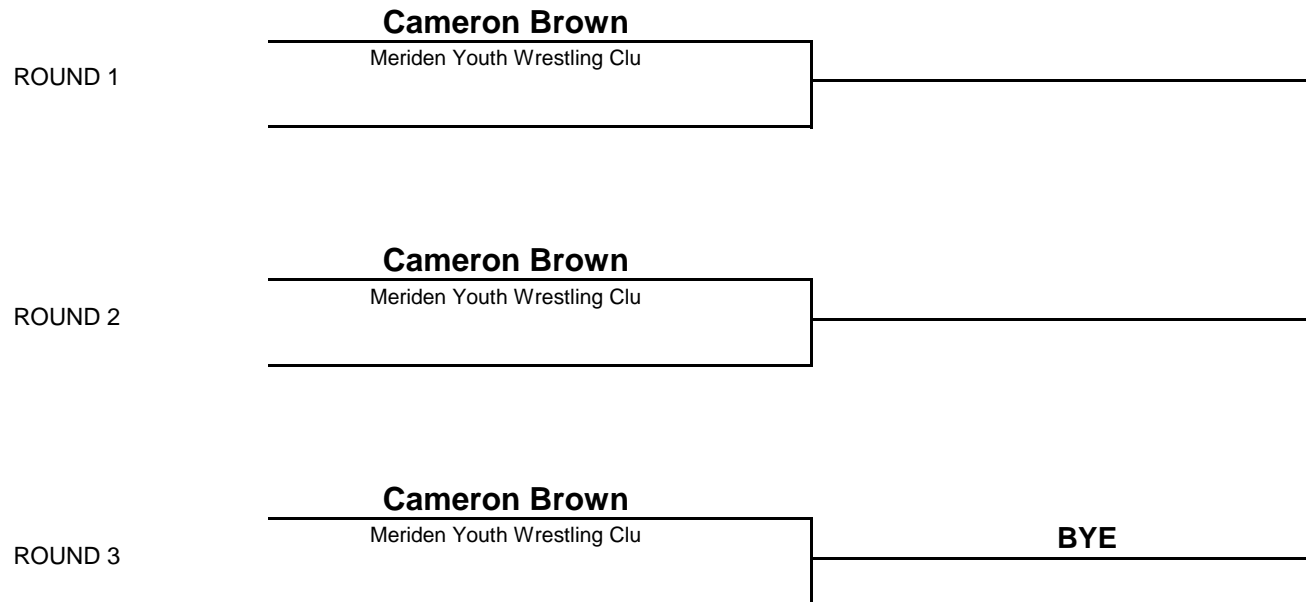 Cameron Brown
Meriden Youth Wrestling Clu
ROUND 1
Cameron Brown
Meriden Youth Wrestling Clu
ROUND 2
Cameron Brown
Meriden Youth Wrestling Clu
BYE
ROUND 3